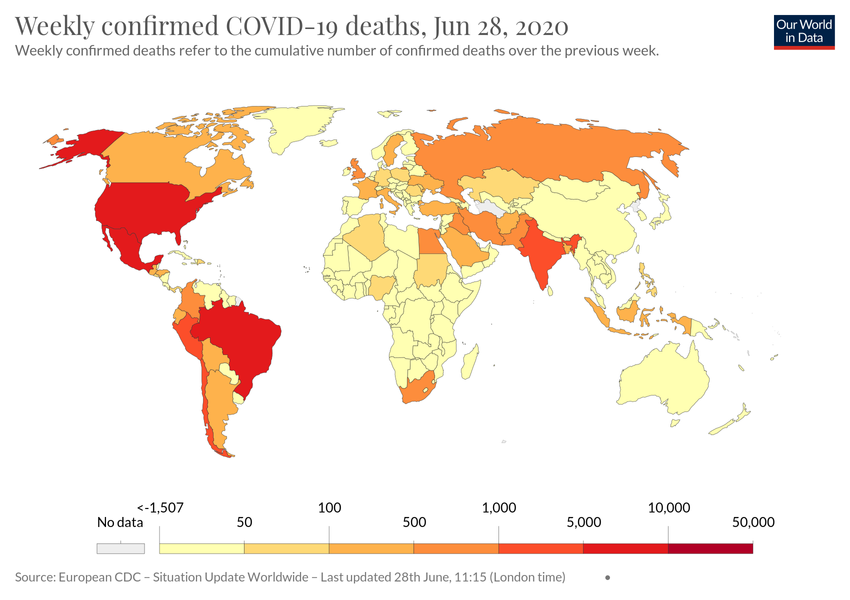 Weekly confirmed COVID-19 deaths, Jun 28, 2020
Weekly confirmed deaths refer to the cumulative number of confirmed deaths over the previous week.
Our World
in Data
<-1,507 100 1,000 10,000
No data 50 500 5,000 50,000
Source: European CDC – Situation Update Worldwide – Last updated 28th June, 11:15 (London time) •